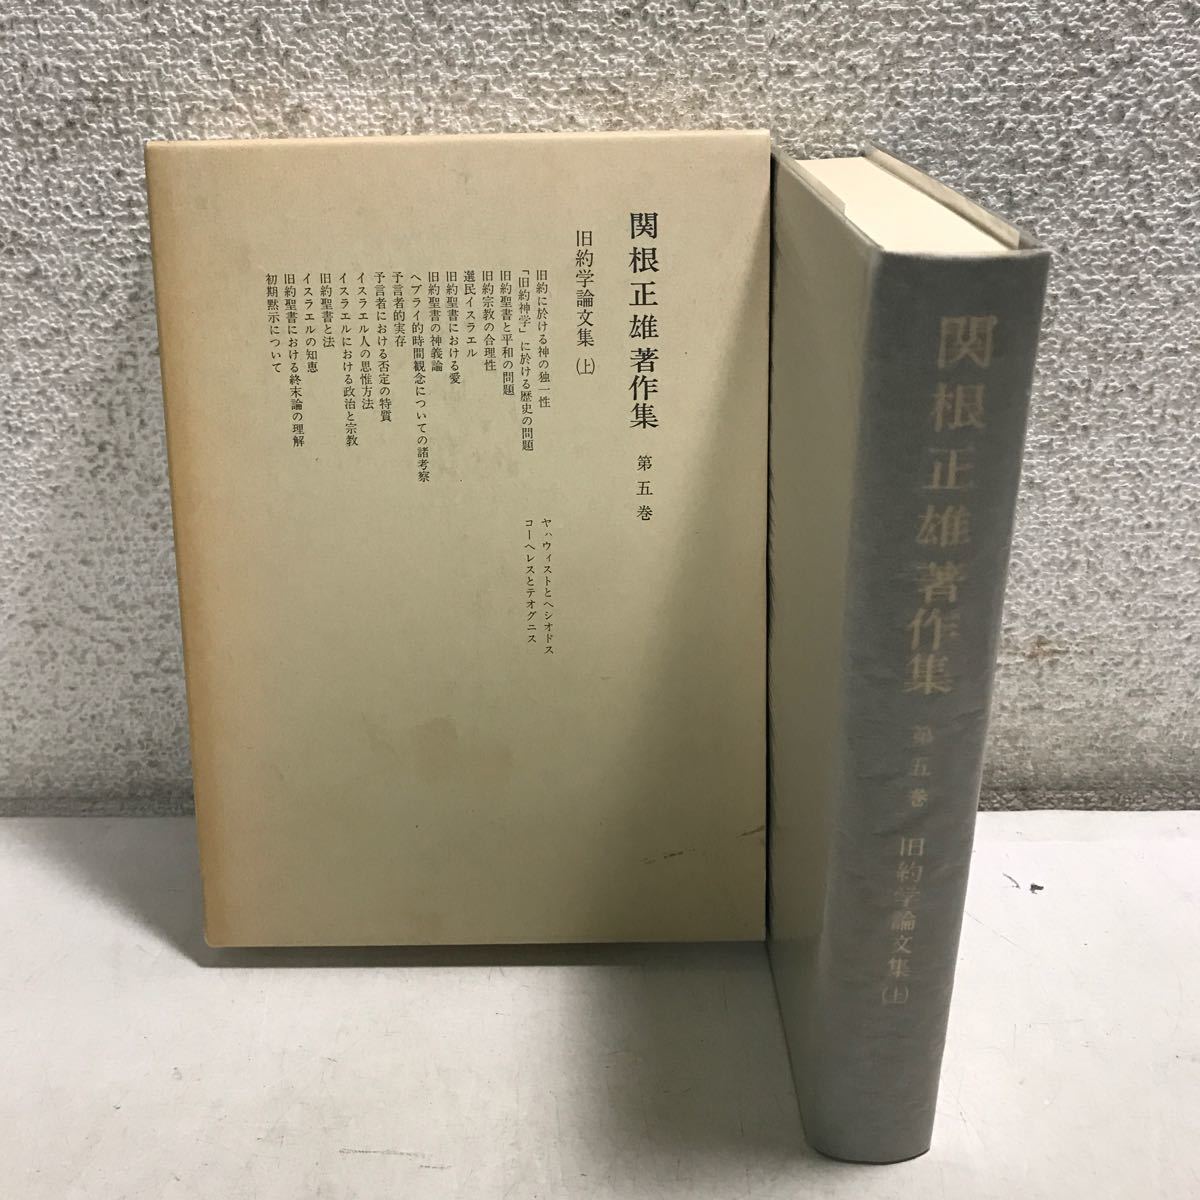 関根正雄著作集 第五巻
旧約学論文集(上)
旧約に於ける神の独一性
「旧約神学」に於ける歴史の問題
旧約聖書と平和の問題
旧約宗教の合理性
選民イスラエル
旧約聖書における愛
旧約聖書の神義論
ヘブライ的時間観念についての諸考察
予言者的実存
予言者における否定の特質
イスラエル人の思惟方法
イスラエルにおける政治と宗教
旧約聖書と法
イスラエルの知恵
旧約聖書における終末論の理解
初期黙示について
ヤハウィストとヘシオドス
コーヘレスとテオグニス
関根正雄著作集 第五巻 旧約学論文集(上)